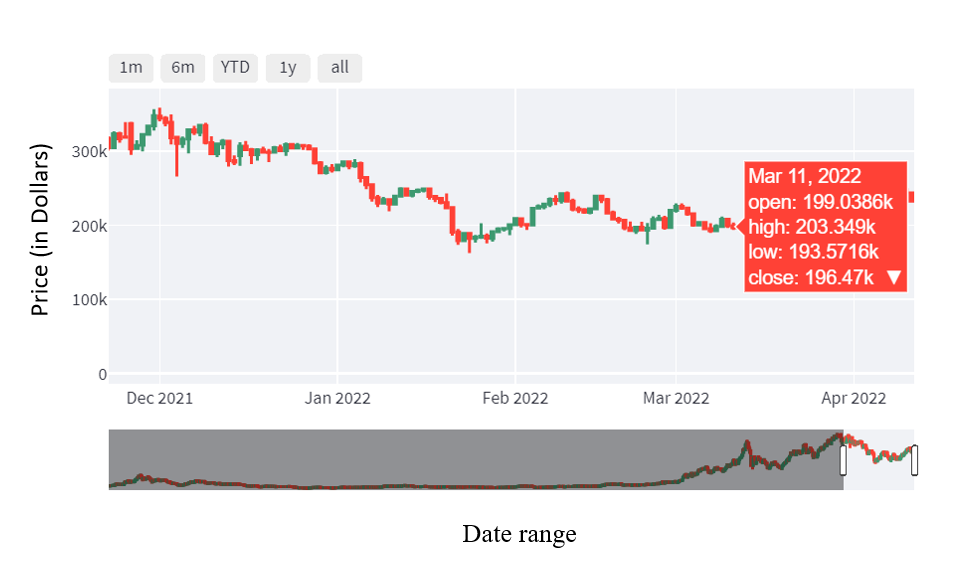 1m 6m YTD 1y all
Price (in Dollars)
300k
200k
100k
0
Mar 11, 2022
open: 199.0386k
high: 203.349k
low: 193.5716k
close: 196.47k ▼
Dec 2021 Jan 2022 Feb 2022 Mar 2022 Apr 2022
Date range